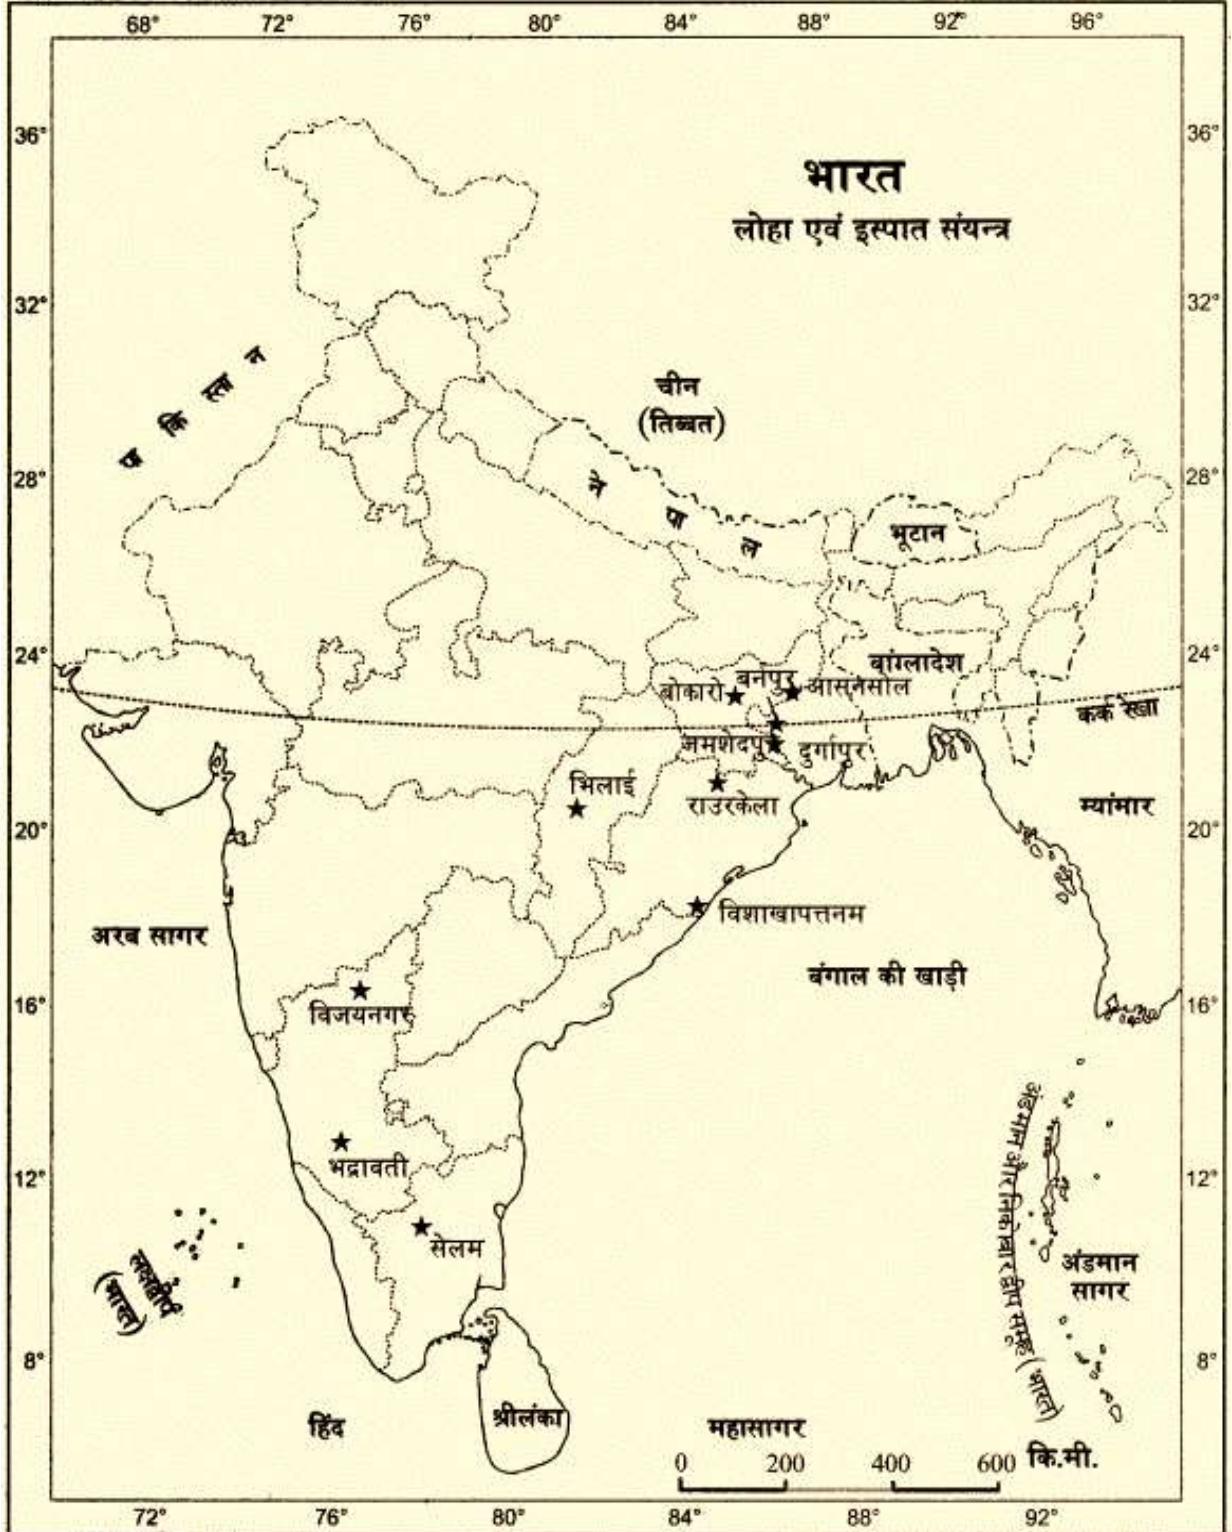 68° 72° 76° 80° 84° 88° 92° 96°
36° 36°
भारत
लोहा एवं इस्पात संयन्त्र
32° 32°
पाकिस्तान
चीन
(तिब्बत)
28° 28°
नेपाल
भूटान
24° 24°
बांग्लादेश
बर्नपुर
बोकारो
आसनसोल
कर्क रेखा
जमशेदपुर
दुर्गापुर
भिलाई
राउरकेला
म्यांमार
20° 20°
विशाखापत्तनम
अरब सागर
बंगाल की खाड़ी
16° 16°
विजयनगर
भद्रावती
12° 12°
सेलम
लक्षद्वीप
(भारत)
अंडमान और निकोबार द्वीप समूह (भारत)
अंडमान
सागर
8° 8°
हिंद
श्रीलंका
महासागर
0 200 400 600 कि.मी.
72° 76° 80° 84° 88° 92°